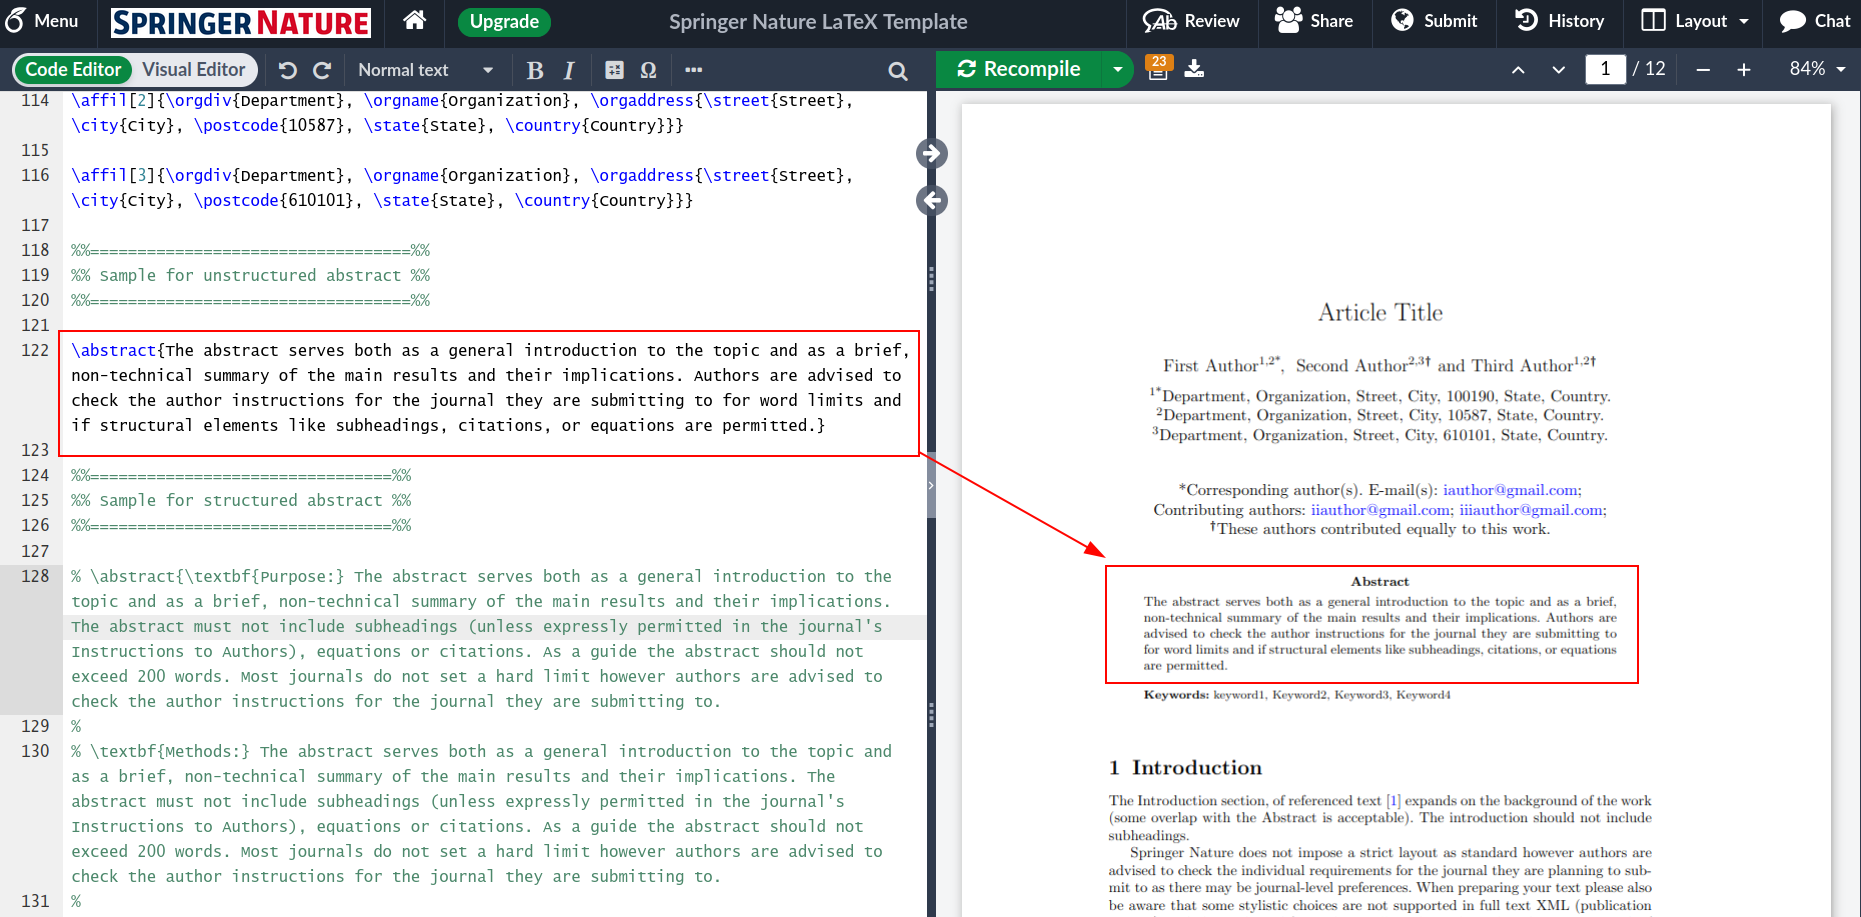 Menu
SPRINGER NATURE
Upgrade
Springer Nature LaTeX Template
Review
Share
Submit
History
Layout
Chat
Code Editor
Visual Editor
Normal text
B I
Ω
Recompile
23
1 / 12
84%
114 \affil[2]{\orgdiv{Department}, \orgname{Organization}, \orgaddress{\street{Street},
\city{City}, \postcode{10587}, \state{State}, \country{Country}}}
115
116 \affil[3]{\orgdiv{Department}, \orgname{Organization}, \orgaddress{\street{Street},
\city{City}, \postcode{610101}, \state{State}, \country{Country}}}
117
118 %%==================================%%
119 %% Sample for unstructured abstract %%
120 %%==================================%%
121
122 \abstract{The abstract serves both as a general introduction to the topic and as a brief,
non-technical summary of the main results and their implications. Authors are advised to
check the author instructions for the journal they are submitting to for word limits and
if structural elements like subheadings, citations, or equations are permitted.}
123
124 %%================================%%
125 %% Sample for structured abstract %%
126 %%================================%%
127
128 % \abstract{\textbf{Purpose:} The abstract serves both as a general introduction to the
topic and as a brief, non-technical summary of the main results and their implications.
The abstract must not include subheadings (unless expressly permitted in the journal's
Instructions to Authors), equations or citations. As a guide the abstract should not
exceed 200 words. Most journals do not set a hard limit however authors are advised to
check the author instructions for the journal they are submitting to.
129 %
130 % \textbf{Methods:} The abstract serves both as a general introduction to the topic and
as a brief, non-technical summary of the main results and their implications. The
abstract must not include subheadings (unless expressly permitted in the journal's
Instructions to Authors), equations or citations. As a guide the abstract should not
exceed 200 words. Most journals do not set a hard limit however authors are advised to
check the author instructions for the journal they are submitting to.
131 %
Article Title
First Author1,2*, Second Author2,3† and Third Author1,2†
1*Department, Organization, Street, City, 100190, State, Country.
2Department, Organization, Street, City, 10587, State, Country.
3Department, Organization, Street, City, 610101, State, Country.
*Corresponding author(s). E-mail(s): iauthor@gmail.com;
Contributing authors: iiauthor@gmail.com; iiiauthor@gmail.com;
†These authors contributed equally to this work.
Abstract
The abstract serves both as a general introduction to the topic and as a brief,
non-technical summary of the main results and their implications. Authors are
advised to check the author instructions for the journal they are submitting to
for word limits and if structural elements like subheadings, citations, or equations
are permitted.
Keywords: keyword1, Keyword2, Keyword3, Keyword4
1 Introduction
The Introduction section, of referenced text [1] expands on the background of the work
(some overlap with the Abstract is acceptable). The introduction should not include
subheadings.
Springer Nature does not impose a strict layout as standard however authors are
advised to check the individual requirements for the journal they are planning to sub-
mit to as there may be journal-level preferences. When preparing your text please also
be aware that some stylistic choices are not supported in full text XML (publication